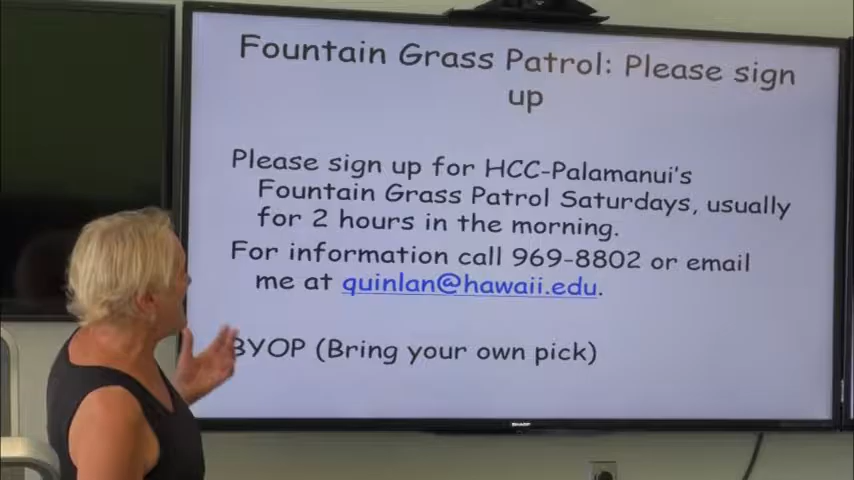 Fountain Grass Patrol: Please sign
up
Please sign up for HCC-Palamanui's
Fountain Grass Patrol Saturdays, usually
for 2 hours in the morning.
For information call 969-8802 or email
me at quinlan@hawaii.edu.
BYOP (Bring your own pick)
SHARP